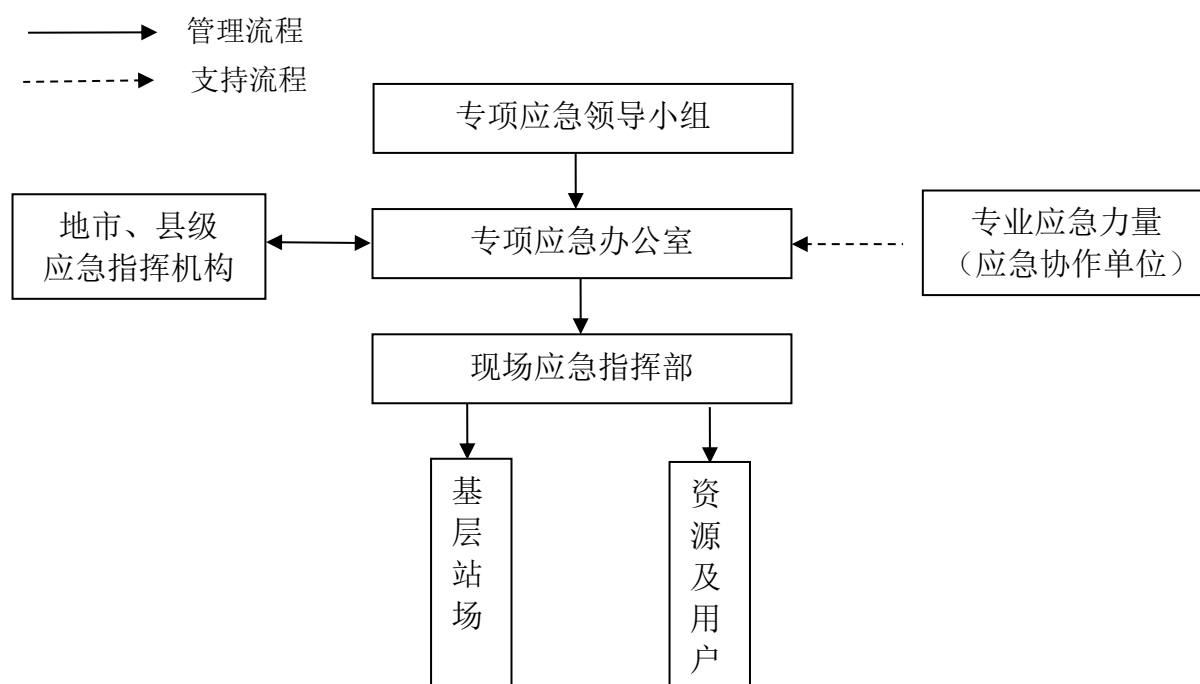 管理流程
支持流程
专项应急领导小组
地市、县级
应急指挥机构
专项应急办公室
专业应急力量
（应急协作单位）
现场应急指挥部
基层站场
资源及用户